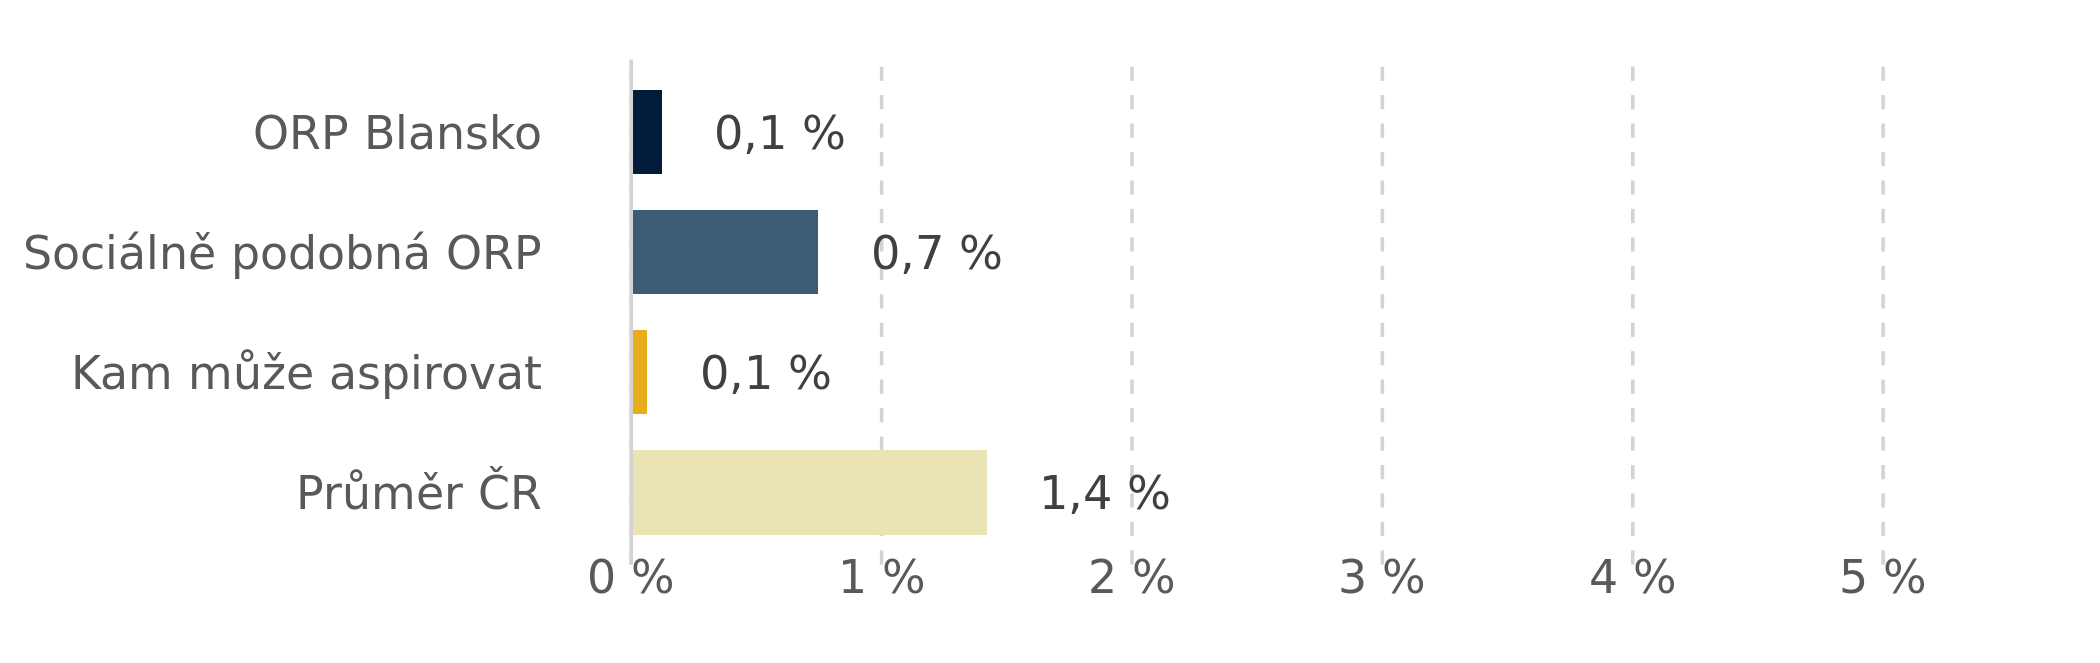 ORP Blansko
0,1 %
Sociálně podobná ORP
0,7 %
Kam může aspirovat
0,1 %
Průměr ČR
1,4 %
0 %
1 %
2 %
3 %
4 %
5 %